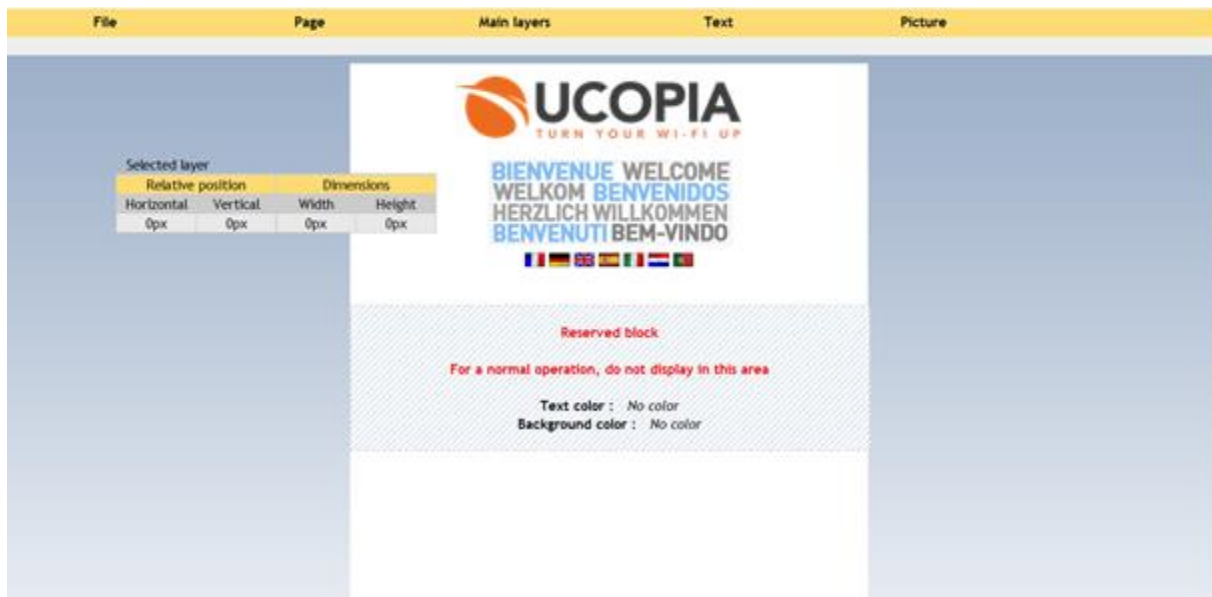 File Page Main layers Text Picture
UCOPIA
TURN YOUR WI-FI UP
Selected layer
Relative position Dimensions
Horizontal Vertical Width Height
0px 0px 0px 0px
BIENVENUE WELCOME
WELKOM BENVENIDOS
HERZLICH WILLKOMMEN
BENVENUTI BEM-VINDO
Reserved block
For a normal operation, do not display in this area
Text color : No color
Background color : No color